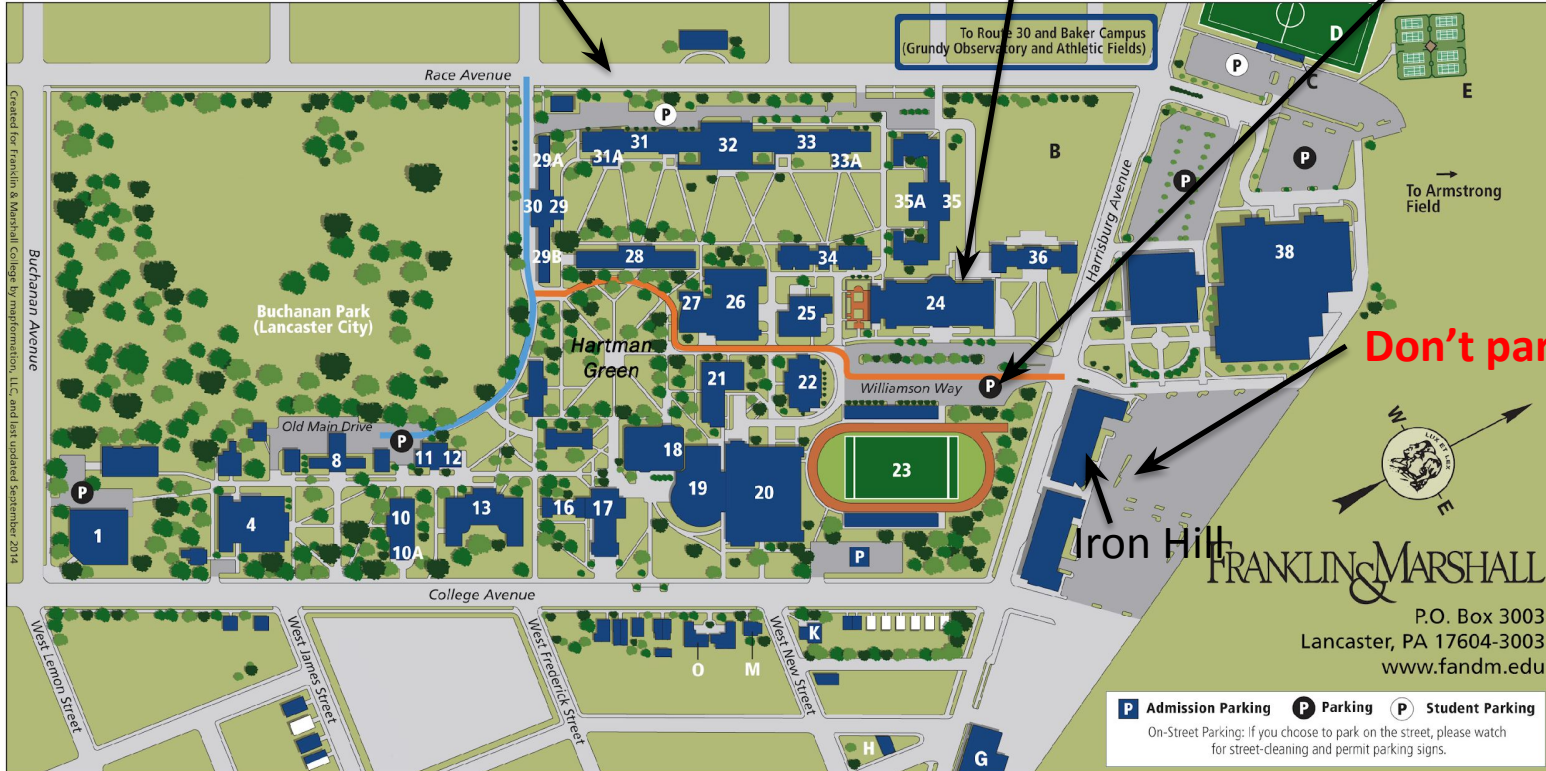 To Route 30 and Baker Campus
(Grundy Observatory and Athletic Fields)
D
P
C
E
Race Avenue
P
31
32
33
31A
33A
29A
B
P
P
To Armstrong
Field
30 29
35A 35
29B
28
34
36
Harrisburg Avenue
38
Created for Franklin & Marshall College by mapformation, LLC, and last updated September 2014
Buchanan Avenue
Buchanan Park
(Lancaster City)
27
26
25
24
Hartman
Green
21
22
Williamson Way
P
Don't par
W
LUX ET LEX
E
Old Main Drive
P
8
11 12
18
19
20
23
P
1
4
10
10A
13
16
17
P
Iron Hill
FRANKLIN & MARSHALL
P.O. Box 3003
Lancaster, PA 17604-3003
www.fandm.edu
College Avenue
West Lemon Street
West James Street
West Frederick Street
West New Street
O
M
K
H
G
P Admission Parking P Parking P Student Parking
On-Street Parking: If you choose to park on the street, please watch
for street-cleaning and permit parking signs.